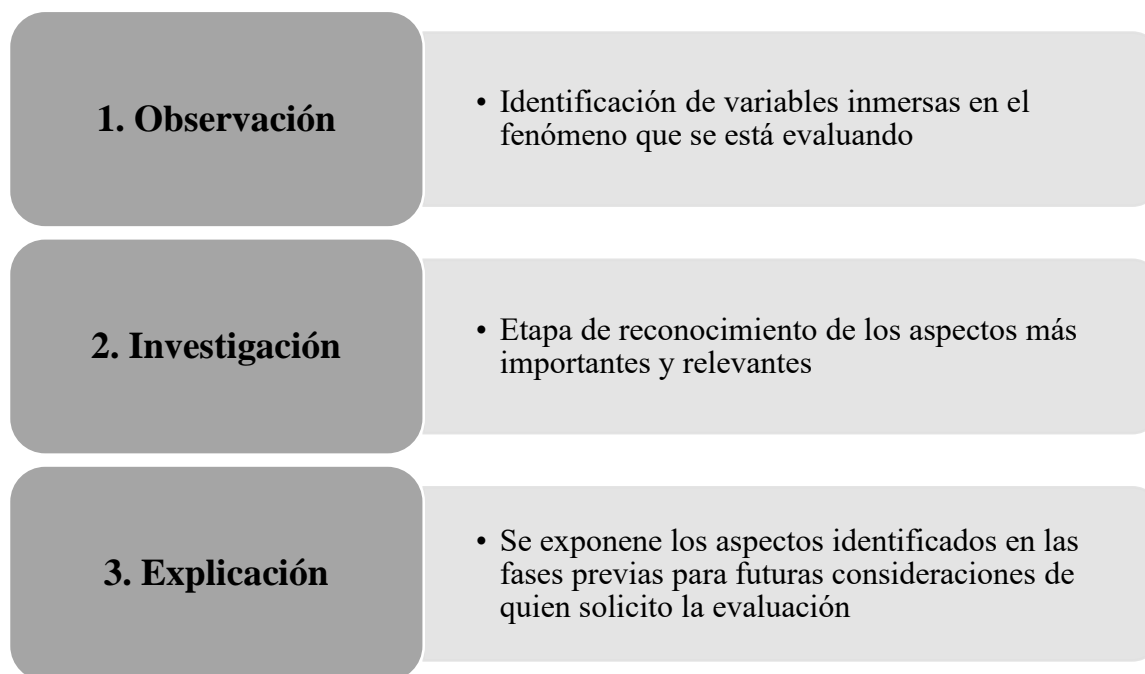 1. Observación
• Identificación de variables inmersas en el
fenómeno que se está evaluando
2. Investigación
• Etapa de reconocimiento de los aspectos más
importantes y relevantes
3. Explicación
• Se exponene los aspectos identificados en las
fases previas para futuras consideraciones de
quien solicito la evaluación